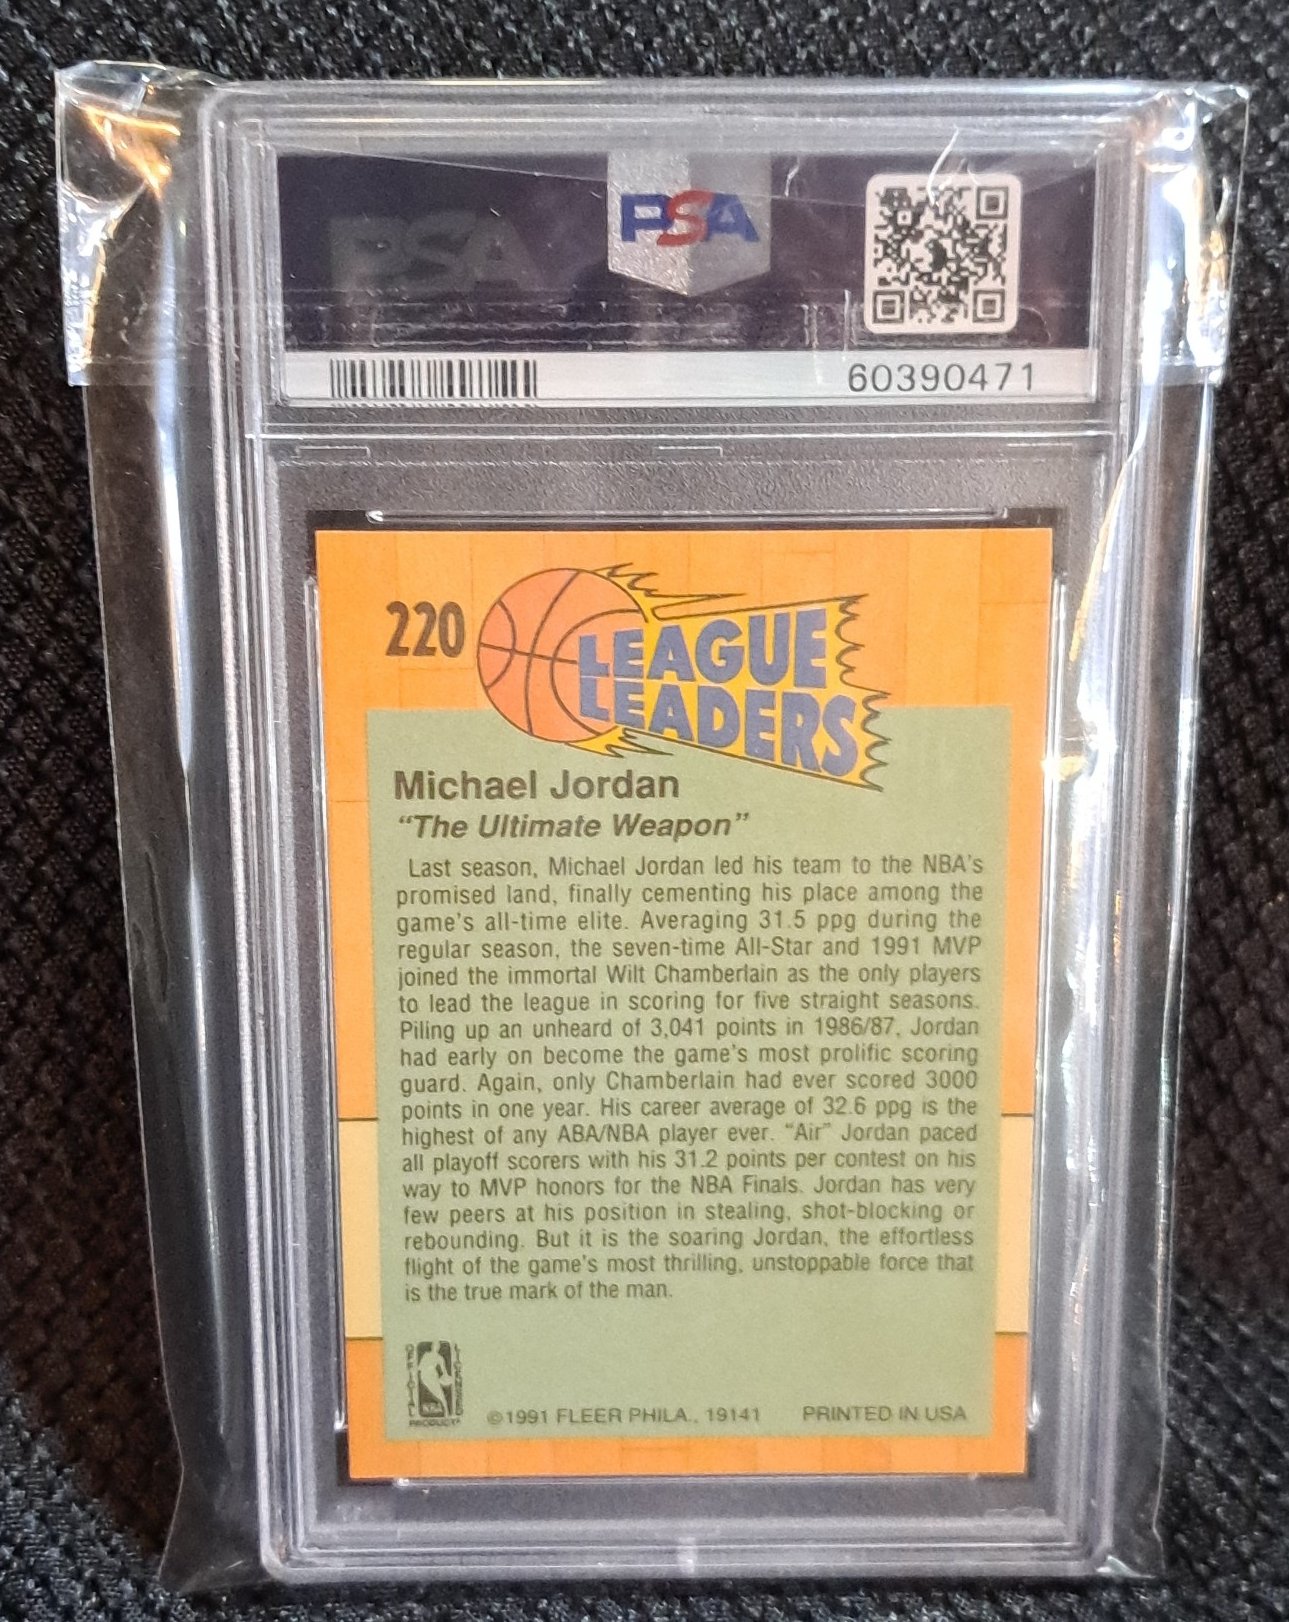 PSA
PSA
60390471
220
LEAGUE
LEADERS
Michael Jordan
“The Ultimate Weapon”
Last season, Michael Jordan led his team to the NBA's
promised land, finally cementing his place among the
game's all-time elite. Averaging 31.5 ppg during the
regular season, the seven-time All-Star and 1991 MVP
joined the immortal Wilt Chamberlain as the only players
to lead the league in scoring for five straight seasons.
Piling up an unheard of 3,041 points in 1986/87, Jordan
had early on become the game's most prolific scoring
guard. Again, only Chamberlain had ever scored 3000
points in one year. His career average of 32.6 ppg is the
highest of any ABA/NBA player ever. “Air” Jordan paced
all playoff scorers with his 31.2 points per contest on his
way to MVP honors for the NBA Finals. Jordan has very
few peers at his position in stealing, shot-blocking or
rebounding. But it is the soaring Jordan, the effortless
flight of the game's most thrilling, unstoppable force that
is the true mark of the man.
OFFICIAL
LICENSED
NBA
PRODUCT
©1991 FLEER PHILA., 19141 PRINTED IN USA